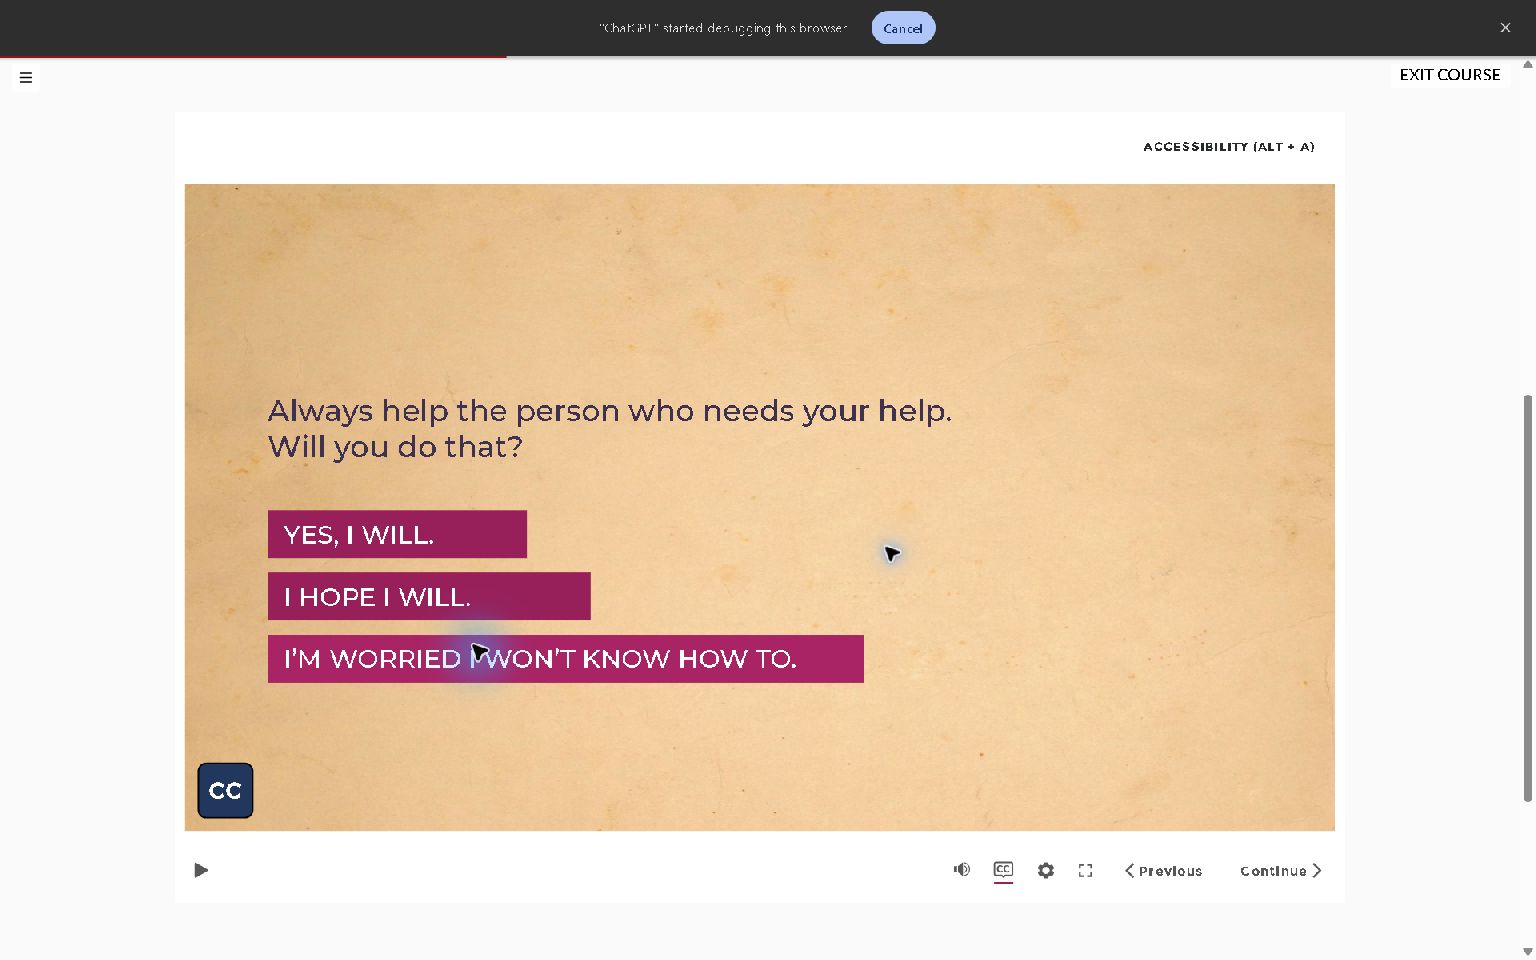 "ChatGPT" started debugging this browser
Cancel
EXIT COURSE
ACCESSIBILITY (ALT + A)
Always help the person who needs your help.
Will you do that?
YES, I WILL.
I HOPE I WILL.
I'M WORRIED I WON'T KNOW HOW TO.
CC
CC
Previous
Continue